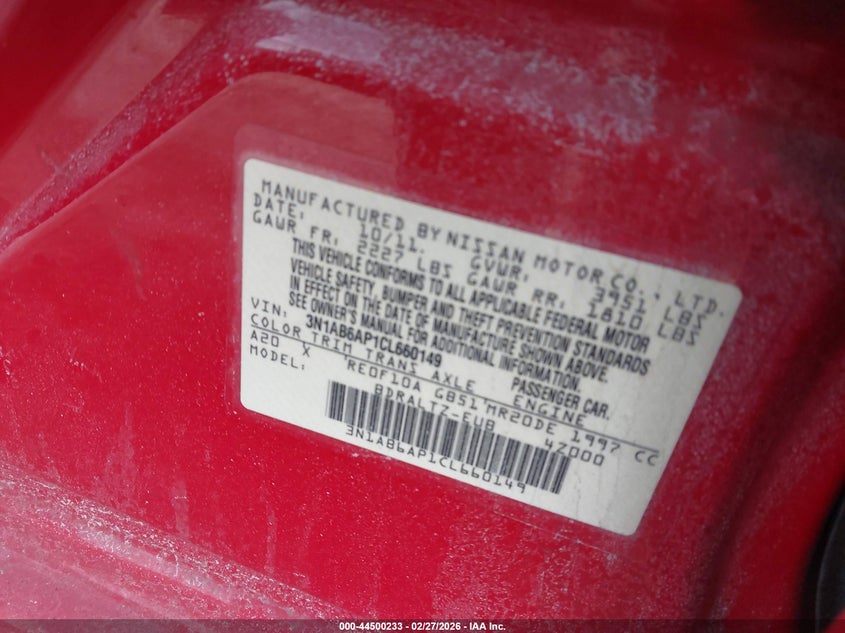 MANUFACTURED BY NISSAN MOTOR CO., LTD.
DATE: 10/11. GVWR: 3951 LBS
GAWR FR: 2227 LBS GAWR RR: 1810 LBS
THIS VEHICLE CONFORMS TO ALL APPLICABLE FEDERAL MOTOR
VEHICLE SAFETY, BUMPER AND THEFT PREVENTION STANDARDS
IN EFFECT ON THE DATE OF MANUFACTURE SHOWN ABOVE.
SEE OWNER'S MANUAL FOR ADDITIONAL INFORMATION.
VIN: 3N1AB6AP1CL660149 PASSENGER CAR.
COLOR TRIM TRANS AXLE ENGINE
A20 X RE0F10A GB51 MR20DE 1997 CC
MODEL: BDRALTZ-EUB 4Z000
3N1AB6AP1CL660149
000-44500233 — 02/27/2026 — IAA Inc.